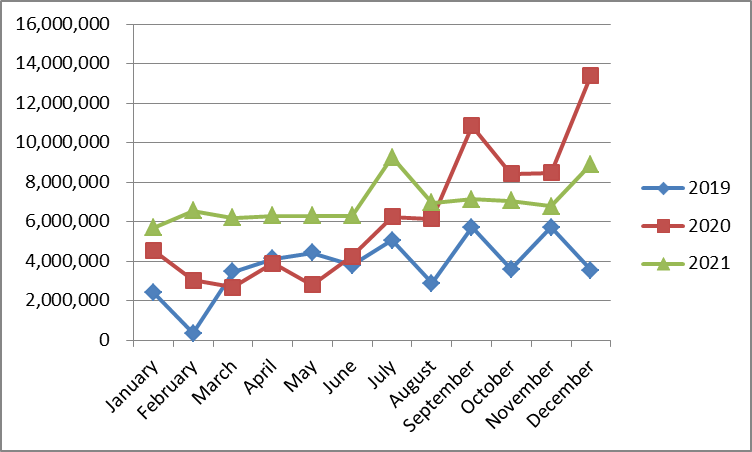 16,000,000
14,000,000
12,000,000
10,000,000
8,000,000
6,000,000
4,000,000
2,000,000
0
January
February
March
April
May
June
July
August
September
October
November
December
2019
2020
2021